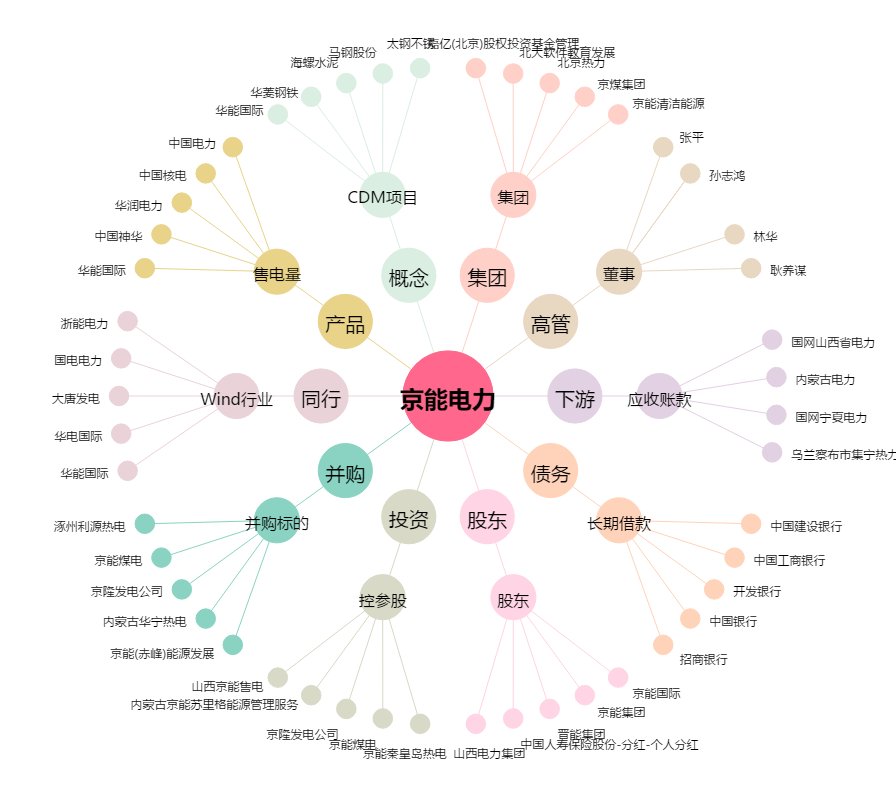 太钢不锈
嘉亿(北京)股权投资基金管理
马钢股份
北大软件教育发展
海螺水泥
北京热力
华菱钢铁
京煤集团
华能国际
京能清洁能源
中国电力
张平
中国核电
孙志鸿
CDM项目
集团
华润电力
中国神华
林华
华能国际
售电量
概念
集团
董事
耿养谋
浙能电力
产品
高管
国网山西省电力
国电电力
内蒙古电力
大唐发电
Wind行业
同行
京能电力
下游
应收账款
国网宁夏电力
华电国际
乌兰察布市集宁热力
华能国际
并购
债务
涿州利源热电
并购标的
投资
股东
长期借款
中国建设银行
京能煤电
中国工商银行
京隆发电公司
开发银行
控参股
股东
内蒙古华宁热电
中国银行
京能(赤峰)能源发展
招商银行
山西京能售电
京能国际
内蒙古京能苏里格能源管理服务
京能集团
京隆发电公司
晋能集团
京能煤电
中国人寿保险股份-分红-个人分红
京能秦皇岛热电
山西电力集团